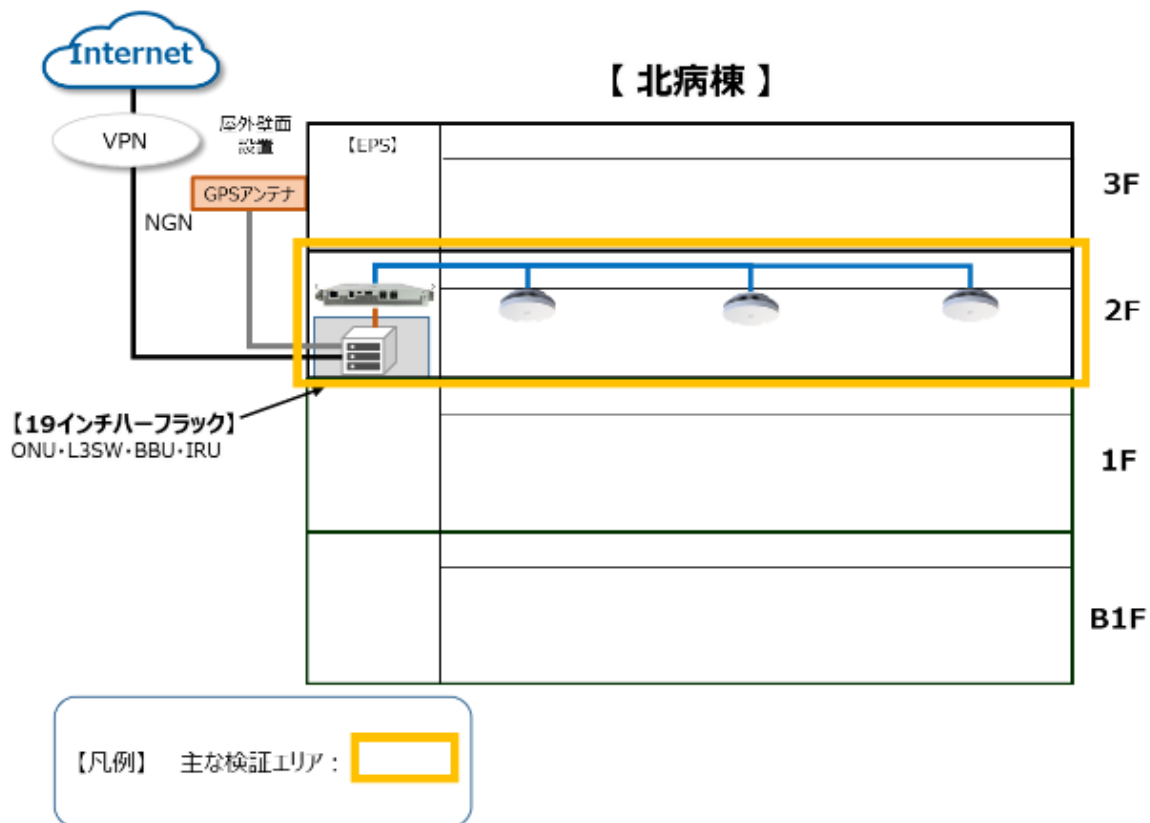 Internet
【 北病棟 】
VPN
屋外壁面
設置
【EPS】
GPSアンテナ
3F
NGN
2F
【19インチハーフラック】
ONU・L3SW・BBU・IRU
1F
B1F
【凡例】 主な検証エリア：